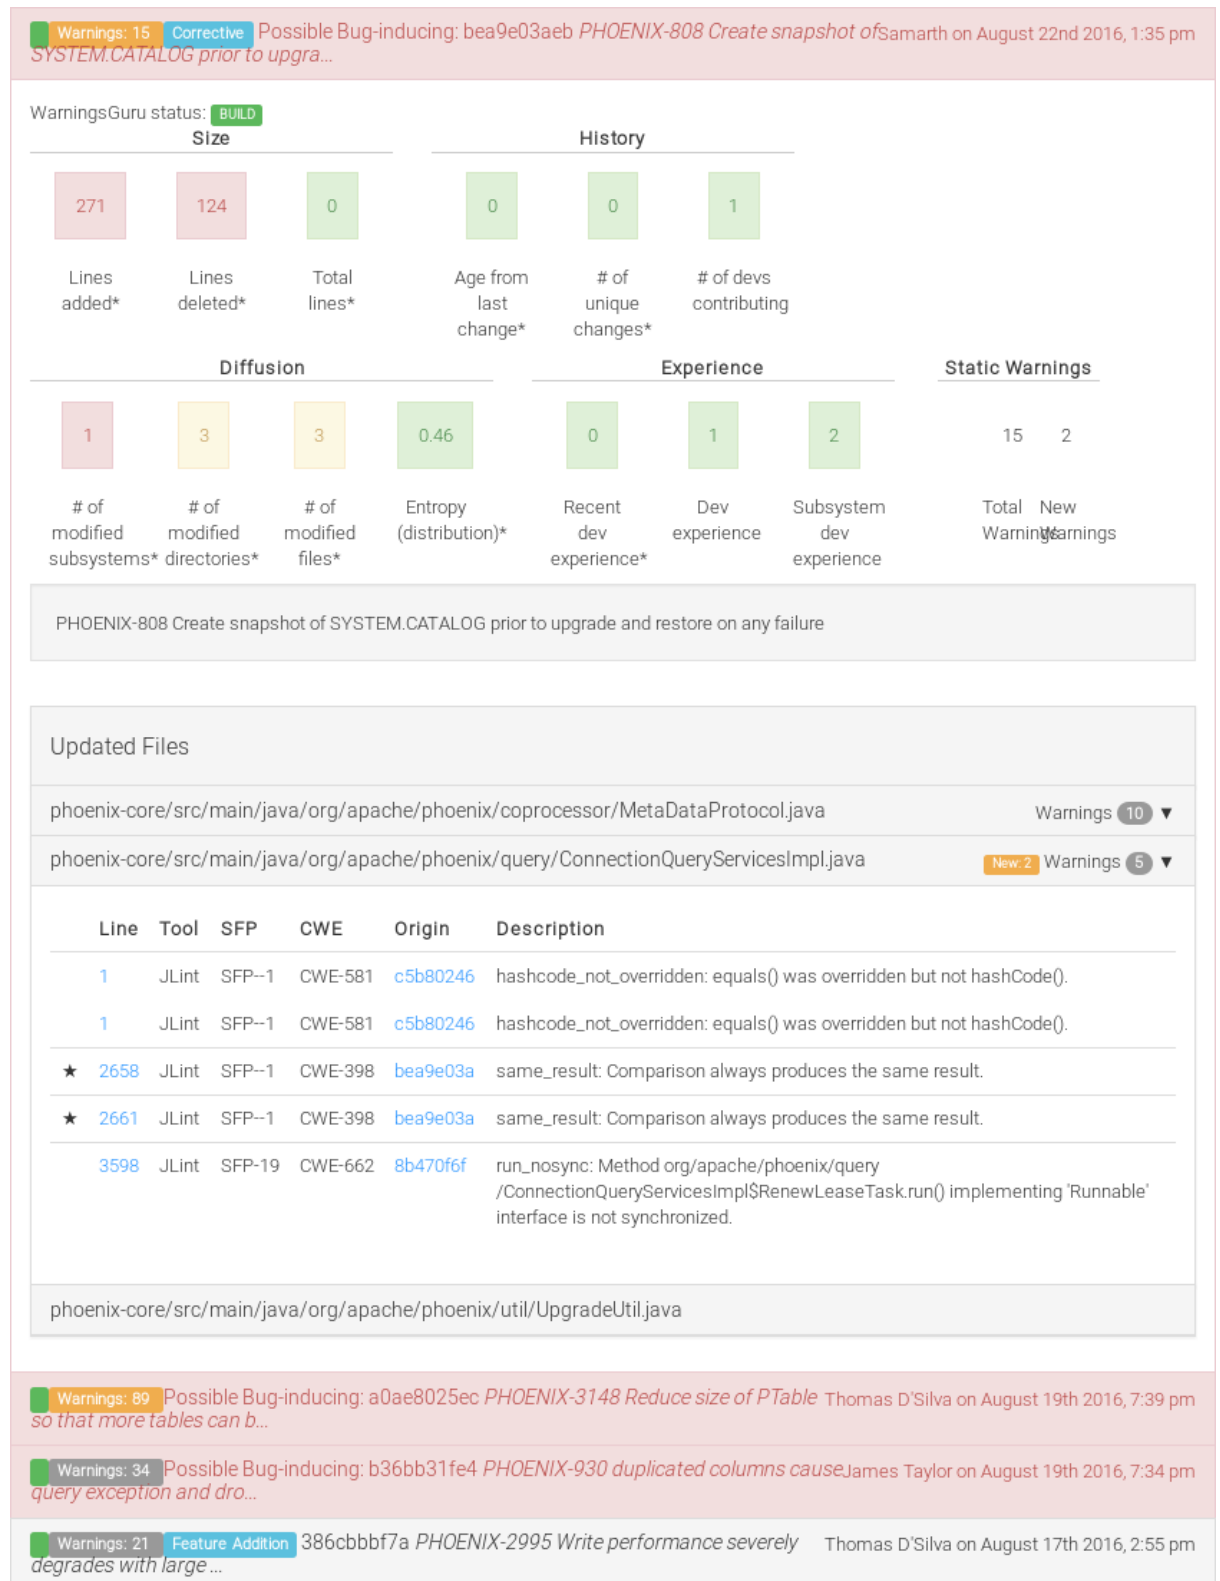 Warnings: 15 Corrective Possible Bug-inducing: bea9e03aeb PHOENIX-808 Create snapshot of Samarth on August 22nd 2016, 1:35 pm
SYSTEM.CATALOG prior to upgra...
WarningsGuru status: BUILD
Size History
271 124 0 0 0 1
Lines Lines Total Age from # of # of devs
added* deleted* lines* last unique contributing
change* changes*
Diffusion Experience Static Warnings
1 3 3 0.46 0 1 2 15 2
# of # of # of Entropy Recent Dev Subsystem Total New
modified modified modified (distribution)* dev experience dev Warnings Warnings
subsystems* directories* files* experience* experience
PHOENIX-808 Create snapshot of SYSTEM.CATALOG prior to upgrade and restore on any failure
Updated Files
phoenix-core/src/main/java/org/apache/phoenix/coprocessor/MetaDataProtocol.java Warnings 10 ▼
phoenix-core/src/main/java/org/apache/phoenix/query/ConnectionQueryServicesImpl.java New: 2 Warnings 5 ▼
Line Tool SFP CWE Origin Description
1 JLint SFP--1 CWE-581 c5b80246 hashcode_not_overridden: equals() was overridden but not hashCode().
1 JLint SFP--1 CWE-581 c5b80246 hashcode_not_overridden: equals() was overridden but not hashCode().
★ 2658 JLint SFP--1 CWE-398 bea9e03a same_result: Comparison always produces the same result.
★ 2661 JLint SFP--1 CWE-398 bea9e03a same_result: Comparison always produces the same result.
3598 JLint SFP-19 CWE-662 8b470f6f run_nosync: Method org/apache/phoenix/query
/ConnectionQueryServicesImpl$RenewLeaseTask.run() implementing 'Runnable'
interface is not synchronized.
phoenix-core/src/main/java/org/apache/phoenix/util/UpgradeUtil.java
Warnings: 89 Possible Bug-inducing: a0ae8025ec PHOENIX-3148 Reduce size of PTable Thomas D'Silva on August 19th 2016, 7:39 pm
so that more tables can b...
Warnings: 34 Possible Bug-inducing: b36bb31fe4 PHOENIX-930 duplicated columns cause James Taylor on August 19th 2016, 7:34 pm
query exception and dro...
Warnings: 21 Feature Addition 386cbbbf7a PHOENIX-2995 Write performance severely Thomas D'Silva on August 17th 2016, 2:55 pm
degrades with large ...